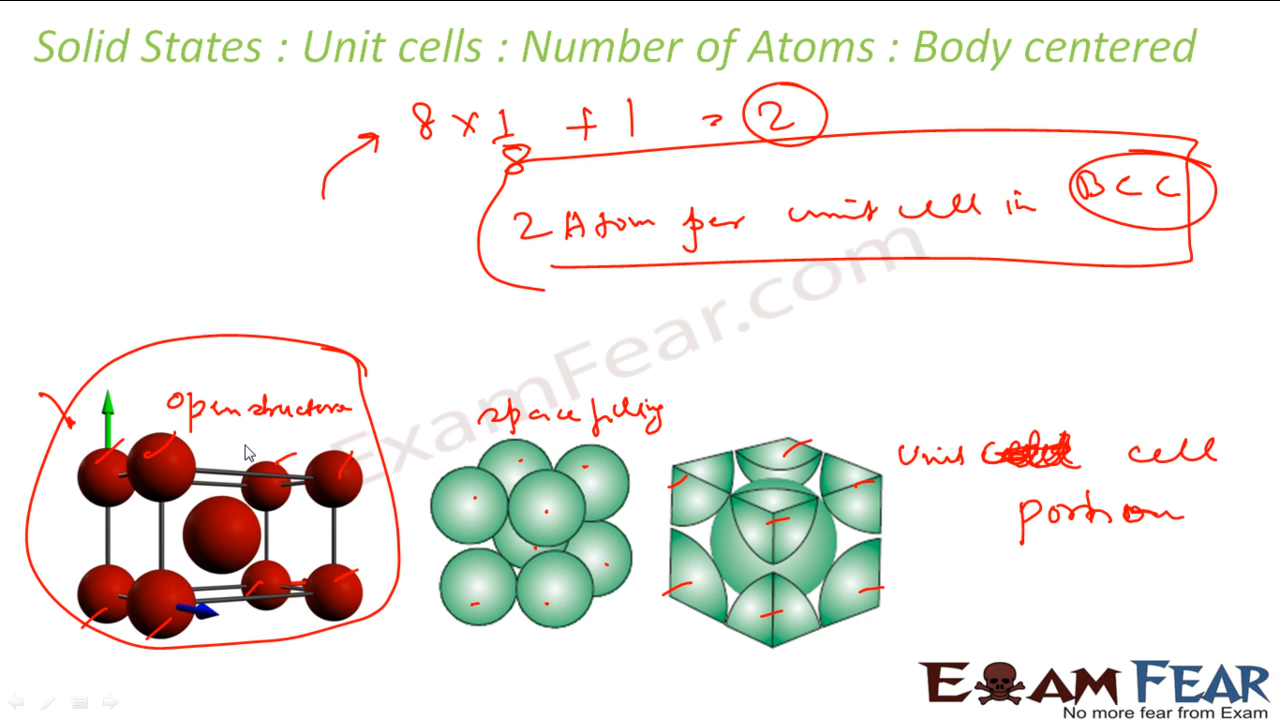 Solid States : Unit cells : Number of Atoms : Body centered
8 × 1/8 + 1 = 2
2 Atom per unit cell in BCC
ExamFear.com
open structure
space filling
unit cell
portion
EXAM FEAR
No more fear from Exam